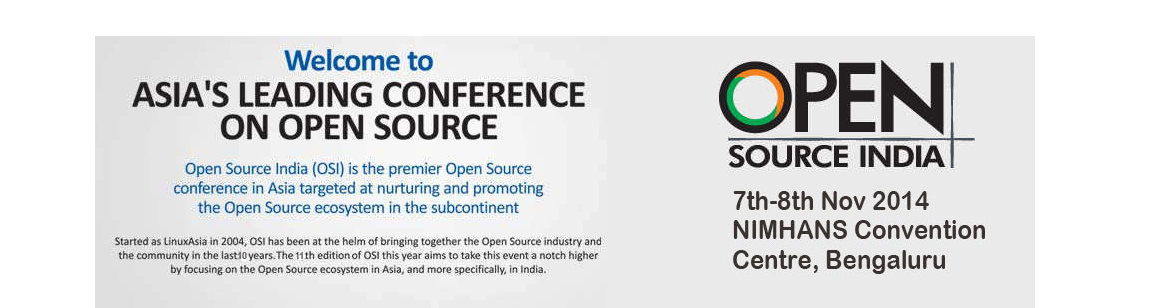 Welcome to
ASIA'S LEADING CONFERENCE
ON OPEN SOURCE
Open Source India (OSI) is the premier Open Source
conference in Asia targeted at nurturing and promoting
the Open Source ecosystem in the subcontinent
Started as LinuxAsia in 2004, OSI has been at the helm of bringing together the Open Source industry and
the community in the last10 years.The 11th edition of OSI this year aims to take this event a notch higher
by focusing on the Open Source ecosystem in Asia, and more specifically, in India.
OPEN
SOURCE INDIA
7th-8th Nov 2014
NIMHANS Convention
Centre, Bengaluru